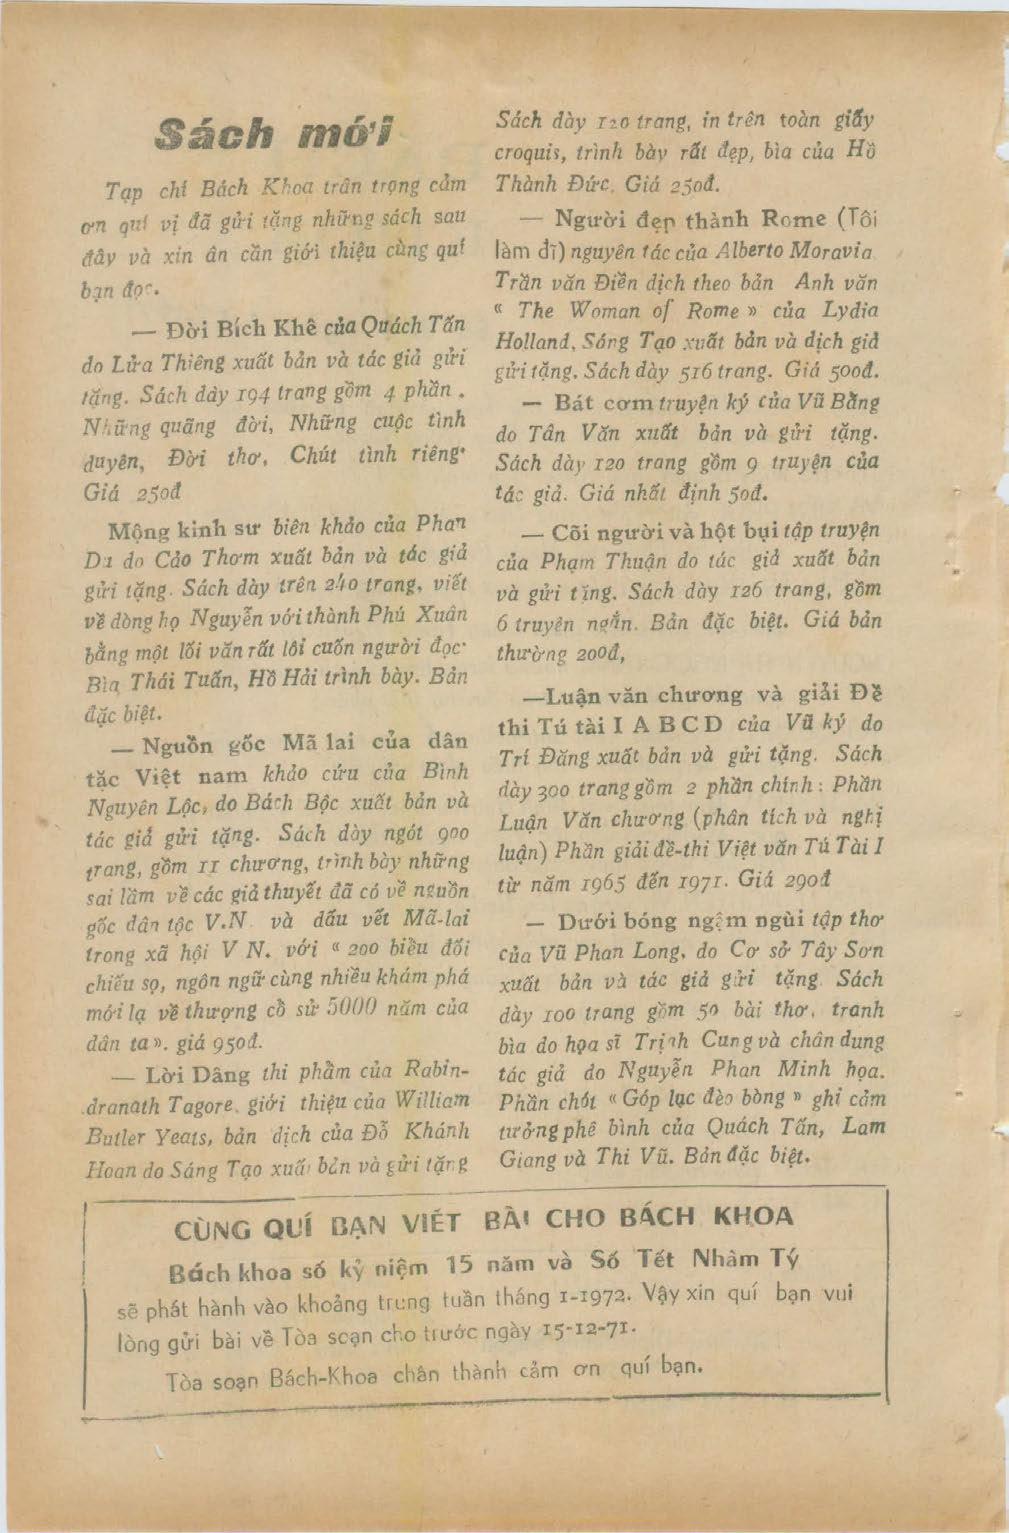 Sách mới
Tạp chí Bách Khoa trân trọng cảm
ơn quí vị đã gửi tặng những sách sau
đây và xin ân cần giới thiệu cùng quí
bạn đọc.
— Đời Bích Khê của Quách Tấn
do Lửa Thiêng xuất bản và tác giả gửi
tặng. Sách dày 194 trang gồm 4 phần .
Những quãng đời, Những cuộc tình
duyên, Đời thơ, Chút tình riêng.
Giá 250đ
Mộng kinh sư biên khảo của Phan
Du do Cảo Thơm xuất bản và tác giả
gửi tặng. Sách dày trên 240 trang, viết
về dòng họ Nguyễn với thành Phú Xuân
bằng một lối văn rất lôi cuốn người đọc.
Bìa Thái Tuấn, Hồ Hải trình bày. Bản
đặc biệt.
— Nguồn gốc Mã lai của dân
tặc Việt nam khảo cứu của Bình
Nguyên Lộc, do Bách Bộc xuất bản và
tác giả gửi tặng. Sách dày ngót 900
trang, gồm 11 chương, trình bày những
sai lầm về các giả thuyết đã có về nguồn
gốc dân tộc V.N. và dấu vết Mã-lai
trong xã hội V N. với « 200 biểu đối
chiếu sọ, ngôn ngữ cùng nhiều khám phá
mới lạ về thượng cồ sử 5000 năm của
dân ta». giá 950đ.
— Lời Dâng thi phầm của Rabin-
dranath Tagore, giới thiệu của William
Butler Yeats, bản dịch của Đỗ Khánh
Hoan do Sáng Tạo xuất bản và gửi tặng
Sách dày 120 trang, in trên toàn giấy
croquis, trình bày rất đẹp, bìa của Hồ
Thành Đức. Giá 250đ.
— Người đẹp thành Rome (Tôi
làm đĩ) nguyên tác của Alberto Moravia
Trần văn Điền dịch theo bản Anh văn
« The Woman of Rome » của Lydia
Holland, Sáng Tạo xuất bản và dịch giả
gửi tặng. Sách dày 516 trang. Giá 500đ.
— Bát cơm truyện ký của Vũ Bằng
do Tân Văn xuất bản và gửi tặng.
Sách dày 120 trang gồm 9 truyện của
tác giả. Giá nhất định 50đ.
— Cõi người và hột bụi tập truyện
của Phạm Thuận do tác giả xuất bản
và gửi tặng. Sách dày 126 trang, gồm
6 truyên ngắn. Bản đặc biệt. Giá bản
thường 200đ,
—Luận văn chương và giải Đề
thi Tú tài I A B C D của Vũ ký do
Trí Đăng xuất bản và gửi tặng. Sách
dày 300 trang gồm 2 phần chính : Phần
Luận Văn chương (phân tích và nghị
luận) Phần giải đề-thi Việt văn Tú Tài I
từ năm 1965 đến 1971. Giá 290đ
— Dưới bóng ngậm ngùi tập thơ
của Vũ Phan Long, do Cơ sở Tây Sơn
xuất bản và tác giả gửi tặng. Sách
dày 100 trang gồm 50 bài thơ, tranh
bìa do họa sĩ Trịnh Cung và chân dung
tác giả do Nguyễn Phan Minh họa.
Phần chót « Góp lục đèo bòng » ghi cảm
tưởng phê bình của Quách Tấn, Lam
Giang và Thi Vũ. Bản đặc biệt.
CÙNG QUÍ BẠN VIẾT BÀI CHO BÁCH KHOA
Bách khoa số kỷ niệm 15 năm và Số Tết Nhâm Tý
sẽ phát hành vào khoảng trung tuần tháng 1-1972. Vậy xin quí bạn vui
lòng gửi bài về Tòa soạn cho trước ngày 15-12-71.
Tòa soạn Bách-Khoa chân thành cảm ơn quí bạn.